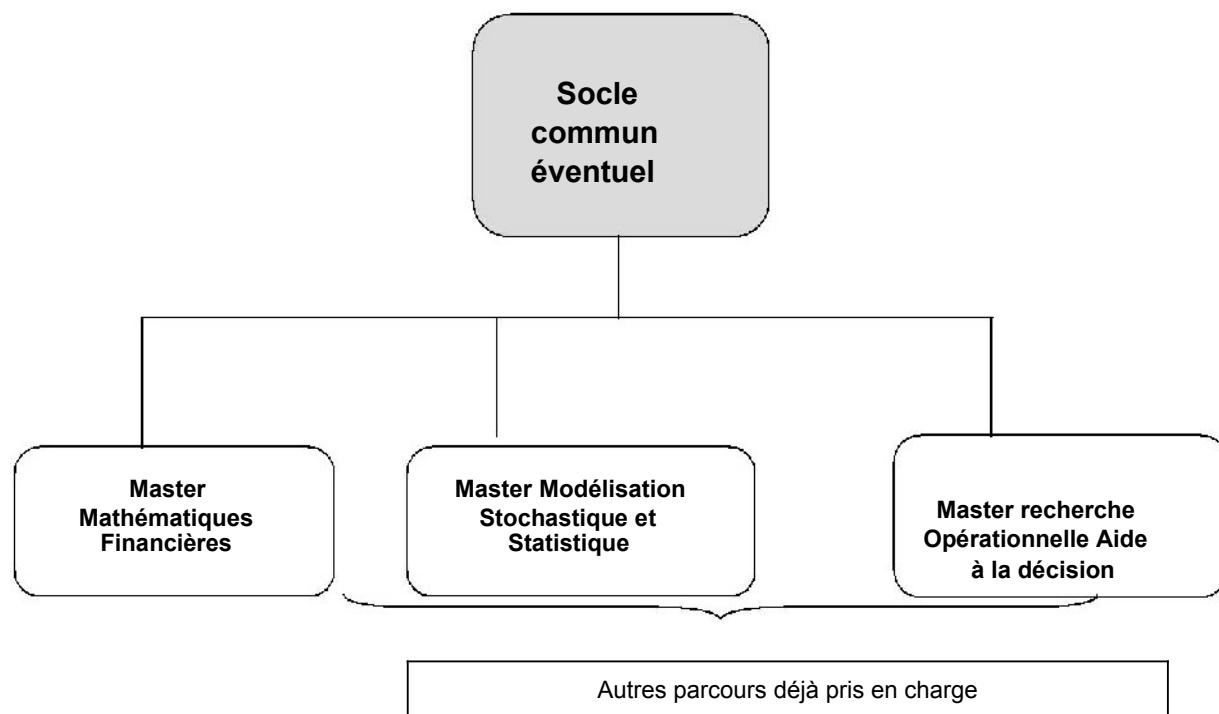 Socle
commun
éventuel
Master
Mathématiques
Financières
Master Modélisation
Stochastique et
Statistique
Master recherche
Opérationnelle Aide
à la décision
Autres parcours déjà pris en charge